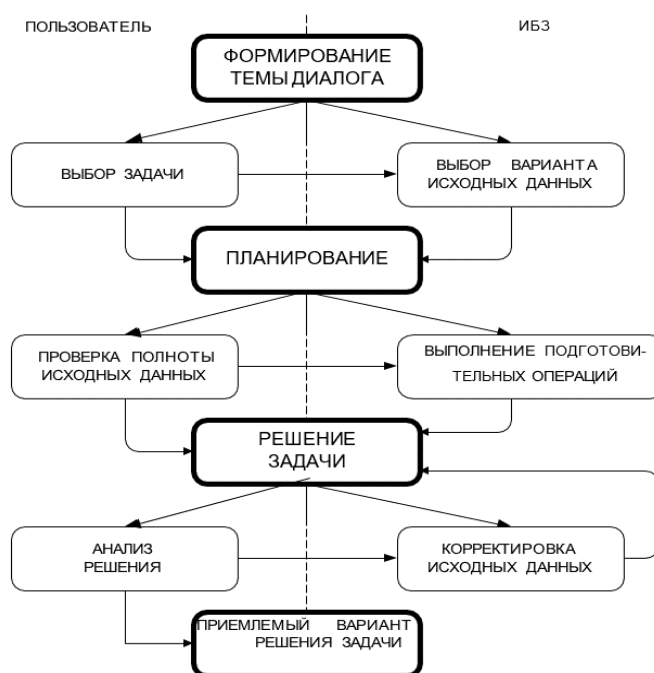 ПОЛЬЗОВАТЕЛЬ
ИБЗ
ФОРМИРОВАНИЕ
ТЕМЫ ДИАЛОГА
ВЫБОР ЗАДАЧИ
ВЫБОР ВАРИАНТА
ИСХОДНЫХ ДАННЫХ
ПЛАНИРОВАНИЕ
ПРОВЕРКА ПОЛНОТЫ
ИСХОДНЫХ ДАННЫХ
ВЫПОЛНЕНИЕ ПОДГОТОВИ-
ТЕЛЬНЫХ ОПЕРАЦИЙ
РЕШЕНИЕ
ЗАДАЧИ
АНАЛИЗ
РЕШЕНИЯ
КОРРЕКТИРОВКА
ИСХОДНЫХ ДАННЫХ
ПРИЕМЛЕМЫЙ ВАРИАНТ
РЕШЕНИЯ ЗАДАЧИ